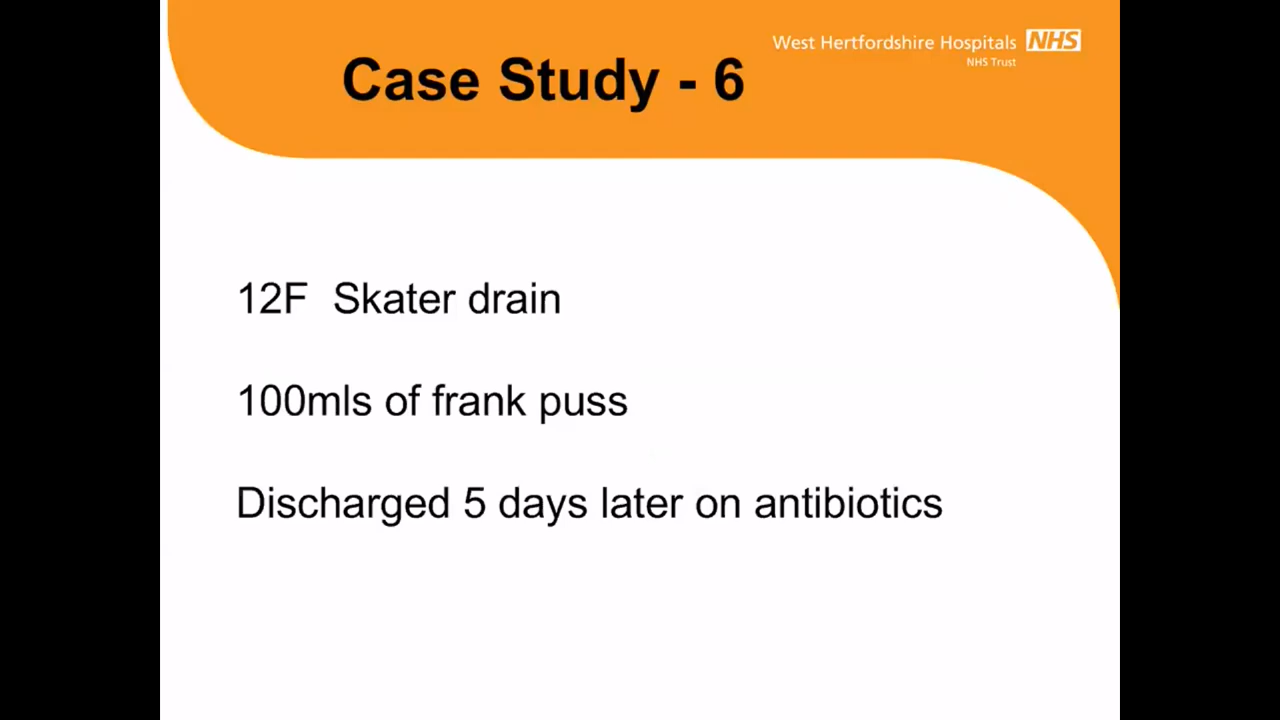 West Hertfordshire Hospitals NHS
NHS Trust
Case Study - 6
12F Skater drain
100mls of frank puss
Discharged 5 days later on antibiotics